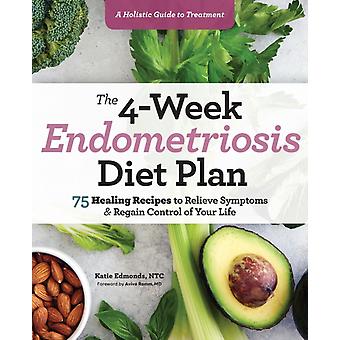 A Holistic Guide to Treatment
The 4-Week
Endometriosis
Diet Plan
75 Healing Recipes to Relieve Symptoms
& Regain Control of Your Life
Katie Edmonds, NTC
Foreword by Aviva Romm, MD